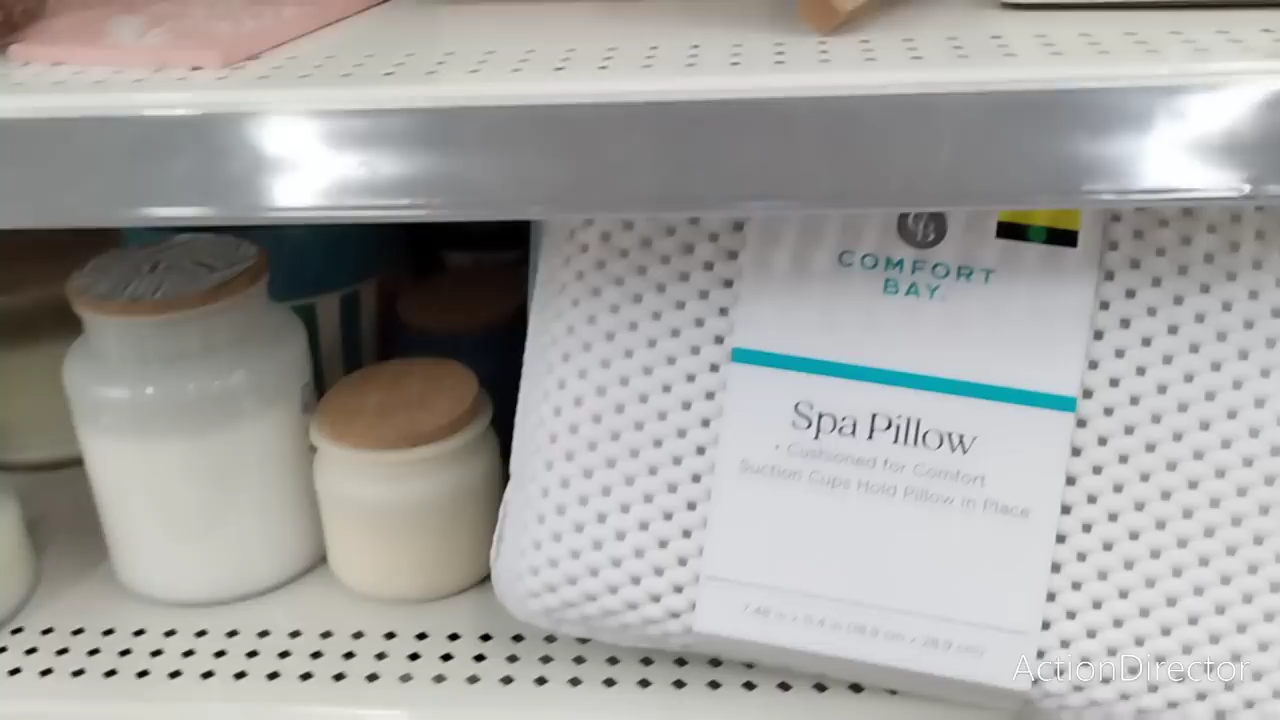 COMFORT
BAY
Spa Pillow
• Cushioned for Comfort
Suction Cups Hold Pillow in Place
ActionDirector